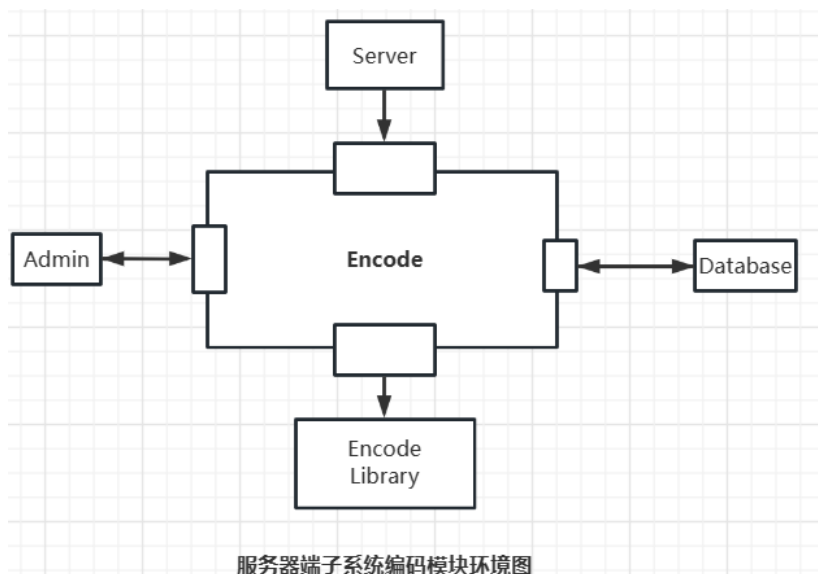 Server
Admin
Encode
Database
Encode
Library
服务器端子系统编码模块环境图